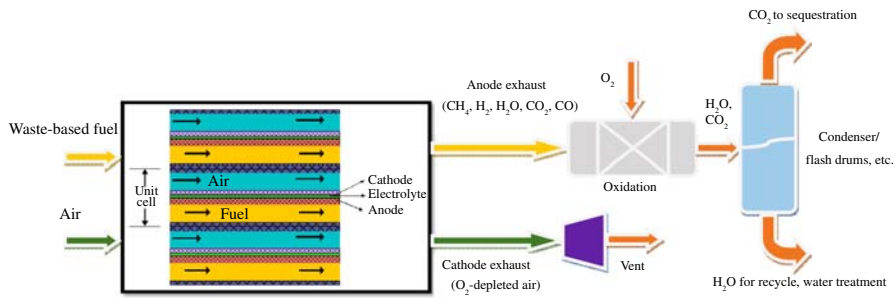 CO2 to sequestration
O2
Anode exhaust
(CH4, H2, H2O, CO2, CO)
H2O,
CO2
Waste-based fuel
Air
Unit
cell
Air
Fuel
Cathode
Electrolyte
Anode
Oxidation
Condenser/
flash drums, etc.
Cathode exhaust
(O2-depleted air)
Vent
H2O for recycle, water treatment